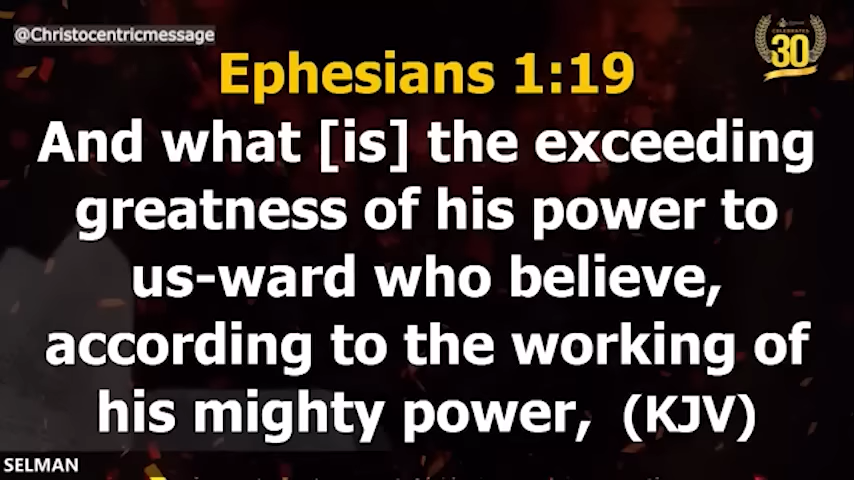 @Christocentricmessage
CELEBRATES
30
Ephesians 1:19
And what [is] the exceeding
greatness of his power to
us-ward who believe,
according to the working of
his mighty power, (KJV)
SELMAN